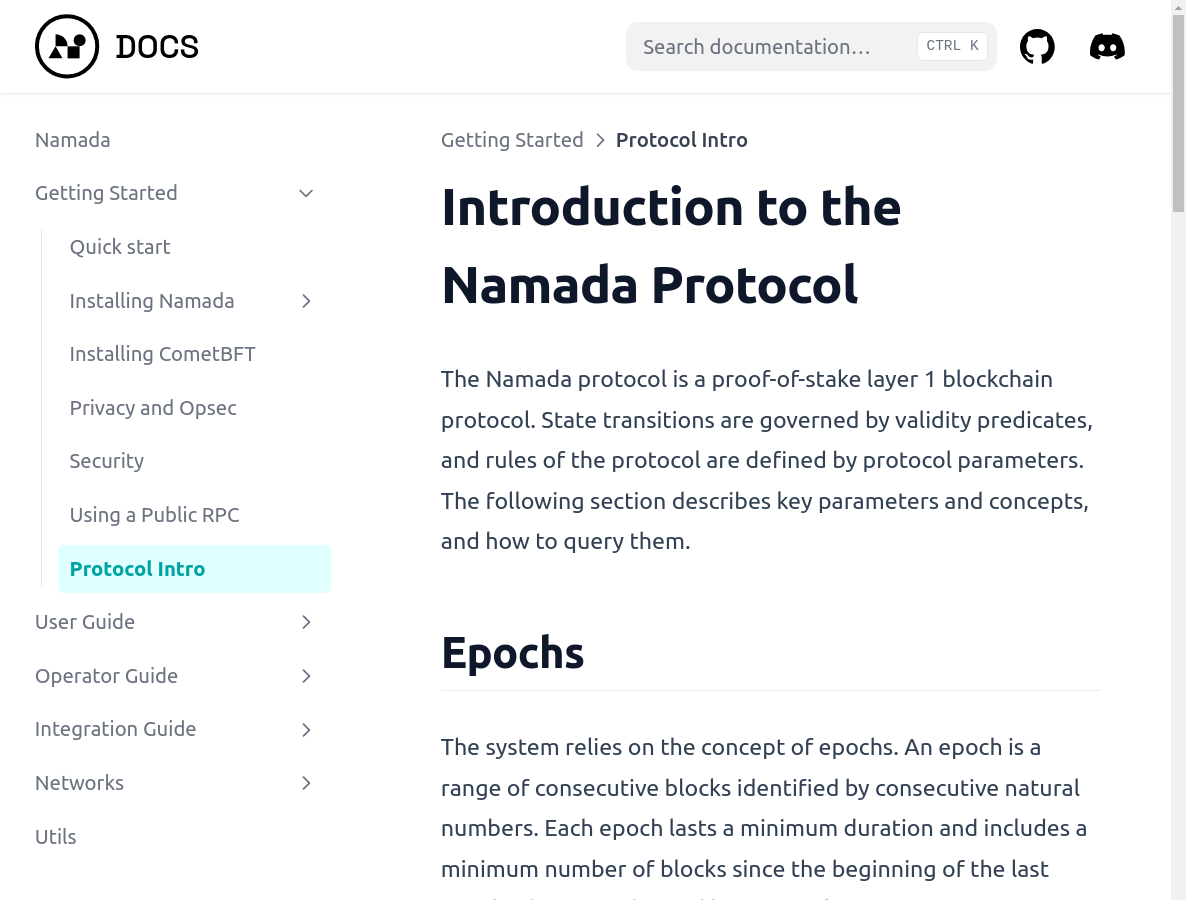 DOCS
Search documentation…
CTRL K
Namada
Getting Started
Quick start
Installing Namada
Installing CometBFT
Privacy and Opsec
Security
Using a Public RPC
Protocol Intro
User Guide
Operator Guide
Integration Guide
Networks
Utils
Getting Started
Protocol Intro
Introduction to the
Namada Protocol
The Namada protocol is a proof-of-stake layer 1 blockchain
protocol. State transitions are governed by validity predicates,
and rules of the protocol are defined by protocol parameters.
The following section describes key parameters and concepts,
and how to query them.
Epochs
The system relies on the concept of epochs. An epoch is a
range of consecutive blocks identified by consecutive natural
numbers. Each epoch lasts a minimum duration and includes a
minimum number of blocks since the beginning of the last